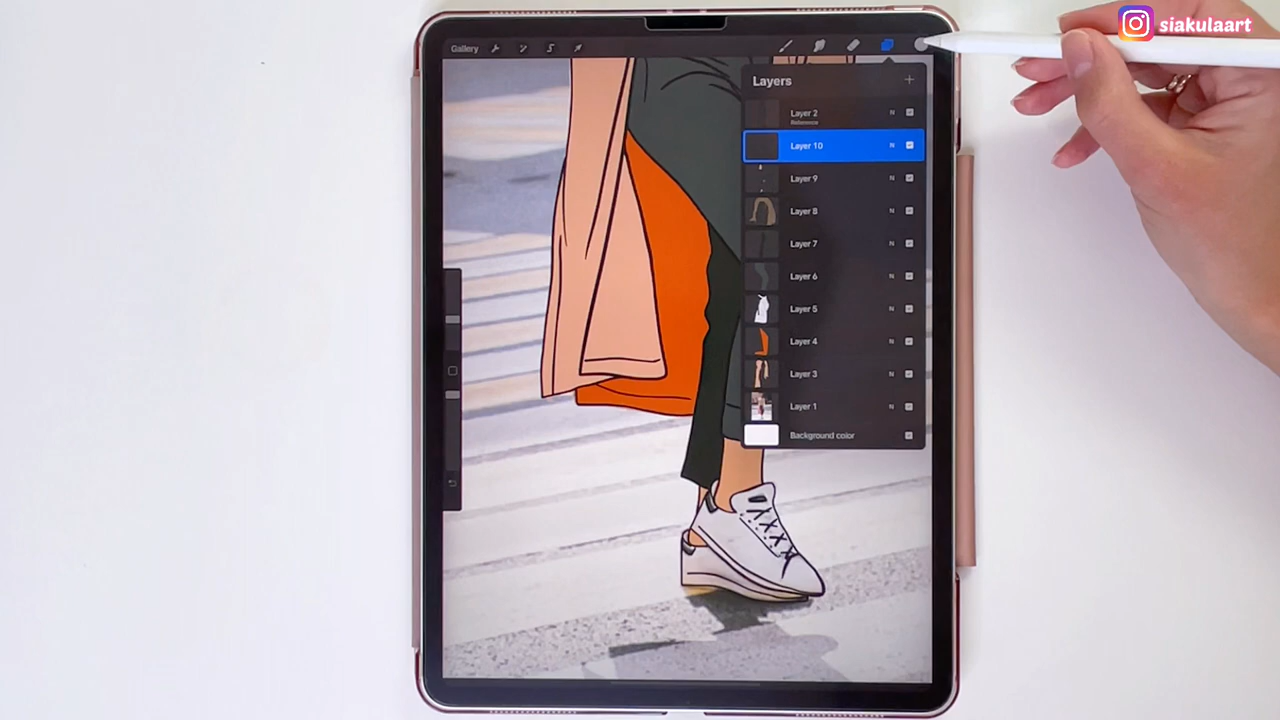 siakulaart
Gallery
Layers
Layer 2
Reference
N
Layer 10
N
Layer 9
N
Layer 8
N
Layer 7
N
Layer 6
N
Layer 5
N
Layer 4
N
Layer 3
N
Layer 1
N
Background color